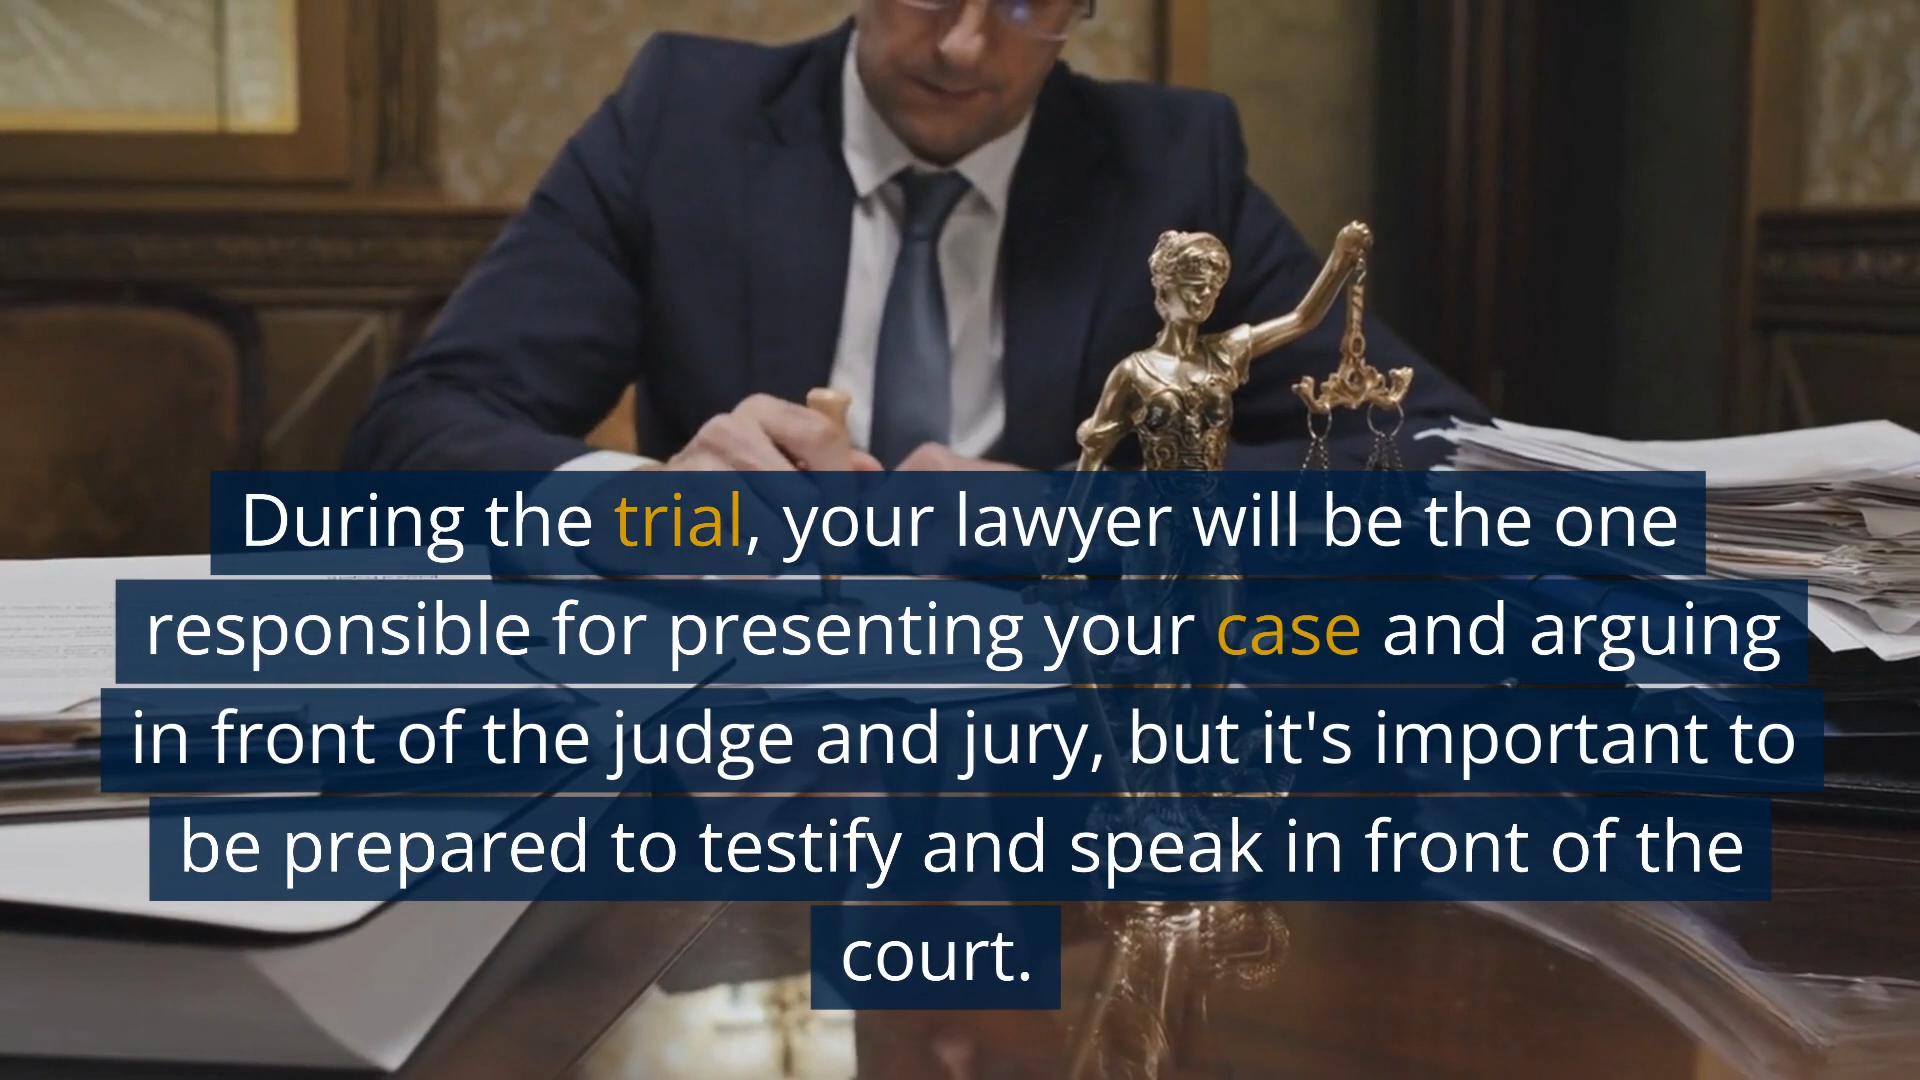 During the trial, your lawyer will be the one
responsible for presenting your case and arguing
in front of the judge and jury, but it's important to
be prepared to testify and speak in front of the
court.